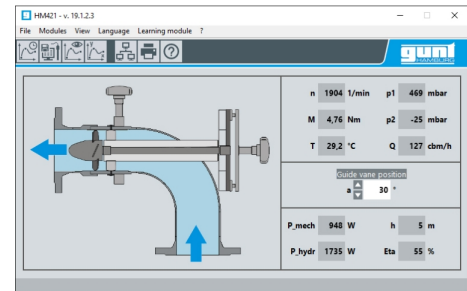 HM421 - v. 19.1.2.3
File Modules View Language Learning module ?
gunt
HAMBURG
n 1904 1/min p1 469 mbar
M 4,76 Nm p2 -25 mbar
T 29,2 °C Q 127 cbm/h
Guide vane position
a 30 °
P_mech 948 W h 5 m
P_hydr 1735 W Eta 55 %